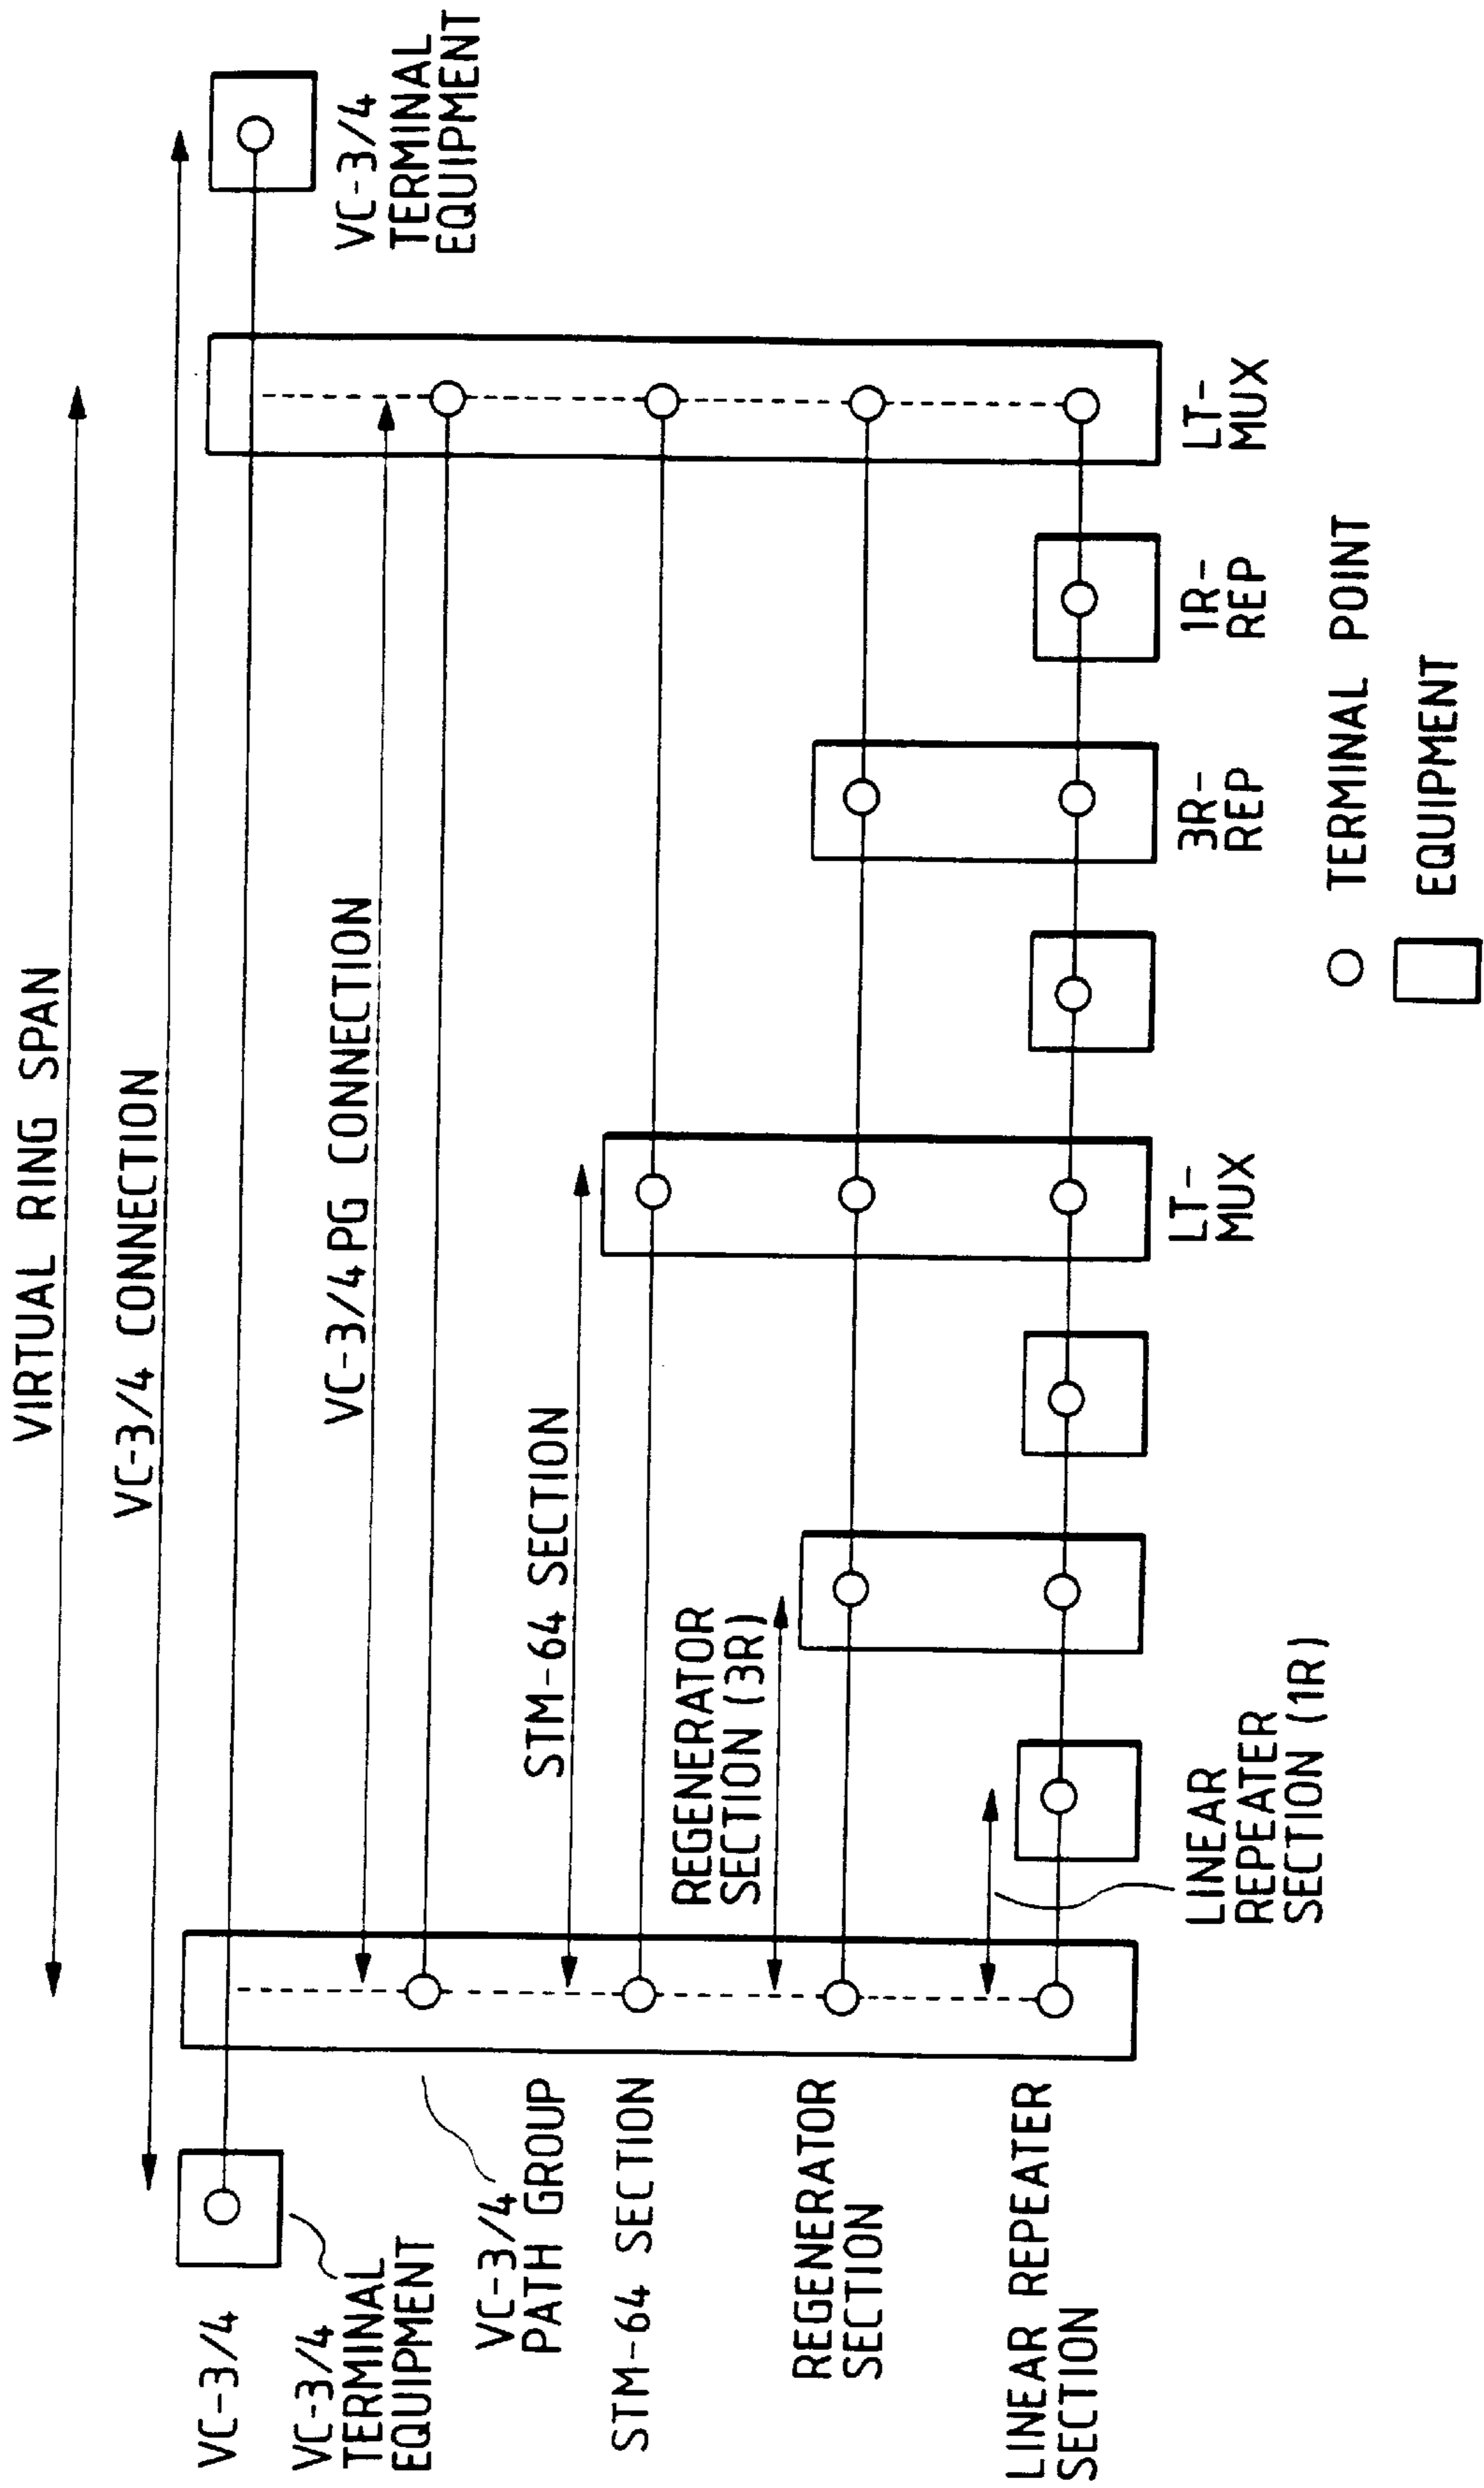 VIRTUAL RING SPAN
VC-3/4 CONNECTION
VC-3/4 PG CONNECTION
STM-64 SECTION
REGENERATOR
SECTION (3R)
LINEAR
REPEATER
SECTION (1R)
VC-3/4
VC-3/4
TERMINAL
EQUIPMENT
VC-3/4
PATH GROUP
STM-64 SECTION
REGENERATOR
SECTION
LINEAR REPEATER
SECTION
VC-3/4
TERMINAL
EQUIPMENT
LT-
MUX
3R-
REP
1R-
REP
LT-
MUX
TERMINAL POINT
EQUIPMENT